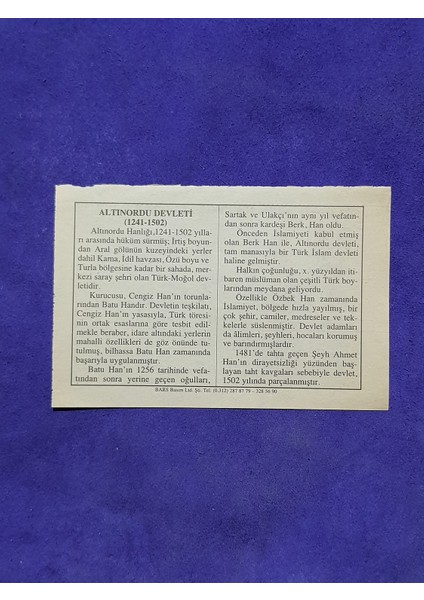 ALTINORDU DEVLETİ
(1241-1502)
Altınordu Hanlığı,1241-1502 yılla-
rı arasında hüküm sürmüş; İrtiş boyun-
dan Aral gölünün kuzeyindeki yerler
dahil Kama, İdil havzası, Özü boyu ve
Turla bölgesine kadar bir sahada, mer-
kezi saray şehri olan Türk-Moğol dev-
letidir.
Kurucusu, Cengiz Han'ın torunla-
rından Batu Handır. Devletin teşkilatı,
Cengiz Han'ın yasasıyla, Türk töresi-
nin ortak esaslarına göre tesbit edil-
mekle beraber, idare altındaki yerlerin
mahalli özellikleri de göz önünde tu-
tulmuş, bilhassa Batu Han zamanında
başarıyla uygulanmıştır.
Batu Han'ın 1256 tarihinde vefa-
tından sonra yerine geçen oğulları,
Sartak ve Ulakçı'nın aynı yıl vefatın-
dan sonra kardeşi Berk, Han oldu.
Önceden İslamiyeti kabul etmiş
olan Berk Han ile, Altınordu devleti,
tam manasıyla bir Türk İslam devleti
haline gelmiştir.
Halkın çoğunluğu, x. yüzyıldan iti-
baren müslüman olan çeşitli Türk boy-
larından meydana geliyordu.
Özellikle Özbek Han zamanında
İslamiyet, bölgede hızla yayılmış, bir
çok şehir, camiler, medreseler ve tek-
kelerle süslenmiştir. Devlet adamları
da âlimleri, şeyhleri, hocaları korumuş
ve barındırmışlardır.
1481'de tahta geçen Şeyh Ahmet
Han'ın dirayetsizliği yüzünden baş-
layan taht kavgaları sebebiyle devlet,
1502 yılında parçalanmıştır.
BARS Basım Ltd. Şti. Tel: (0.312) 287 87 79 - 328 56 90